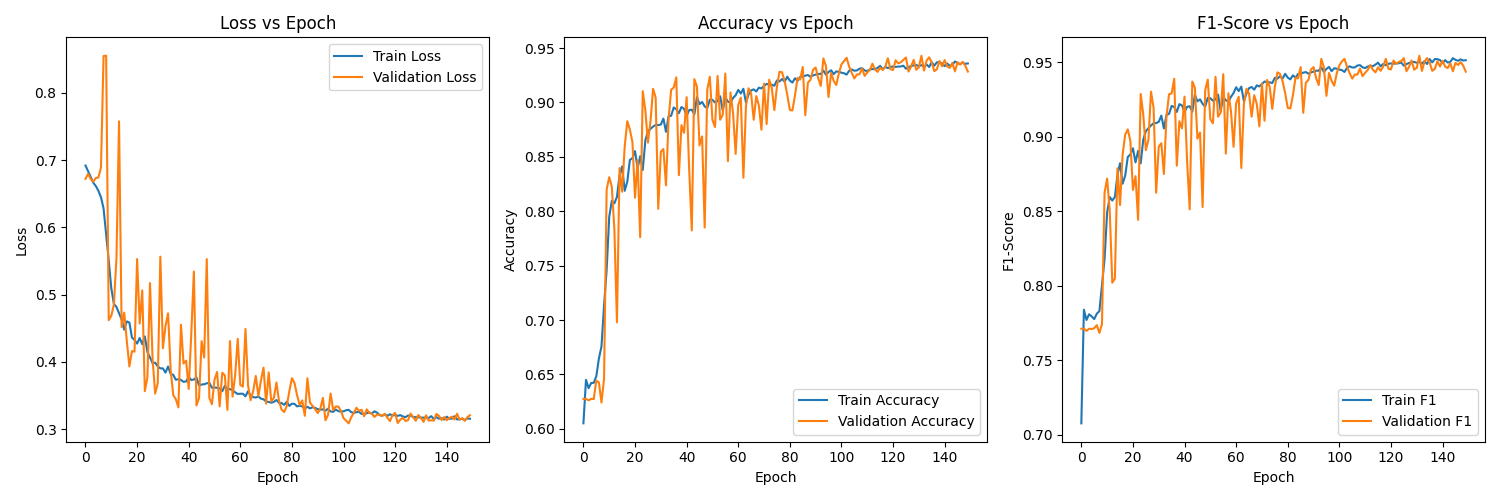 Loss vs Epoch
Train Loss
Validation Loss
0.8
0.7
0.6
0.5
0.4
0.3
Loss
0 20 40 60 80 100 120 140
Epoch
Accuracy vs Epoch
0.95
0.90
0.85
0.80
0.75
0.70
0.65
0.60
Accuracy
Train Accuracy
Validation Accuracy
0 20 40 60 80 100 120 140
Epoch
F1-Score vs Epoch
0.95
0.90
0.85
0.80
0.75
0.70
F1-Score
Train F1
Validation F1
0 20 40 60 80 100 120 140
Epoch